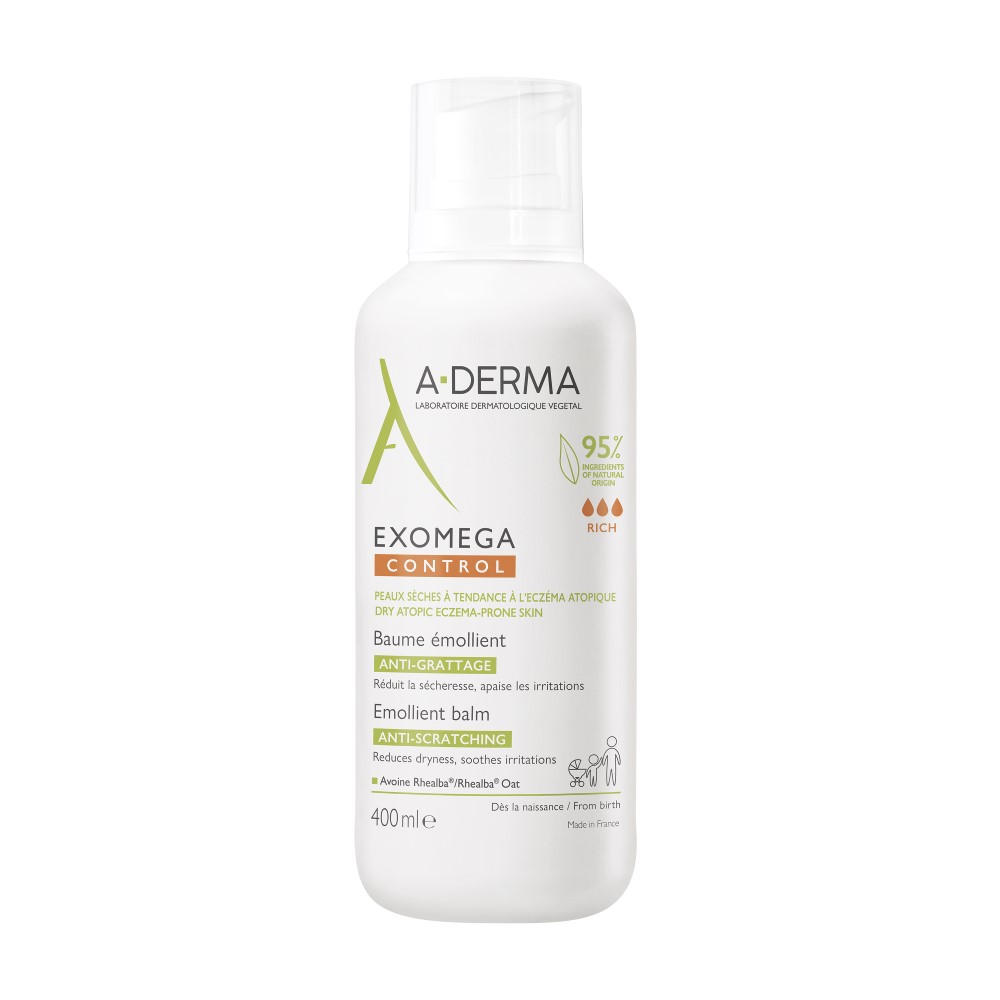 A-DERMA
LABORATOIRE DERMATOLOGIQUE VEGETAL
95%
INGREDIENTS
OF NATURAL
ORIGIN
RICH
EXOMEGA
CONTROL
PEAUX SÈCHES À TENDANCE À L'ECZÉMA ATOPIQUE
DRY ATOPIC ECZEMA-PRONE SKIN
Baume émollient
ANTI-GRATTAGE
Réduit la sécheresse, apaise les irritations
Emollient balm
ANTI-SCRATCHING
Reduces dryness, soothes irritations
Avoine Rhealba®/Rhealba® Oat
Dès la naissance / From birth
400 ml e
Made in France